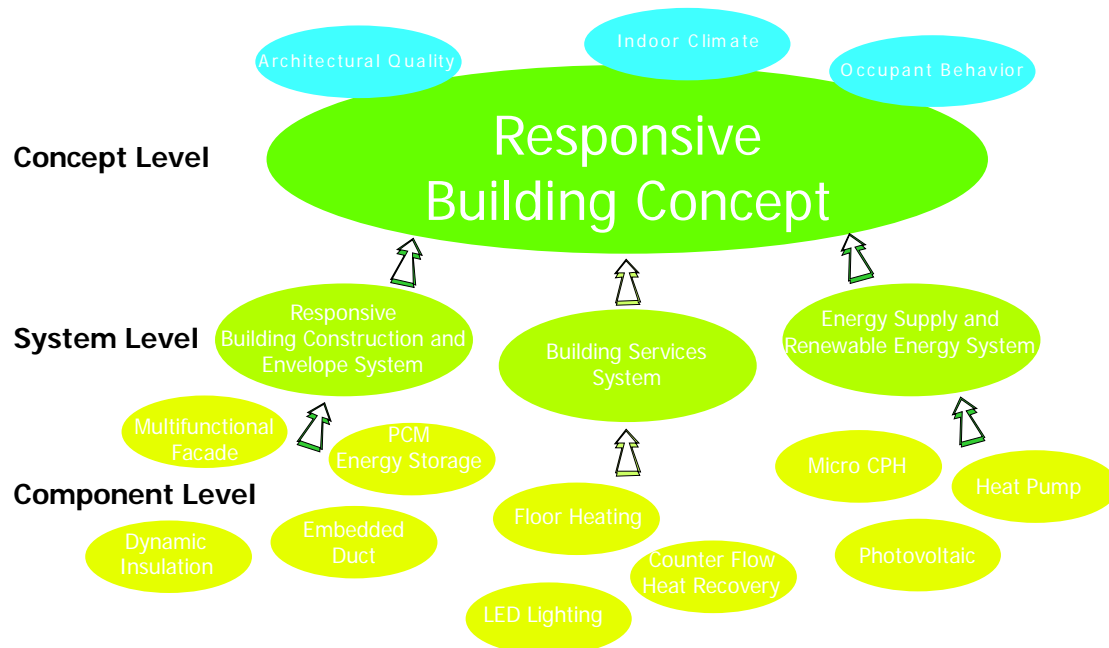 Architectural Quality
Indoor Climate
Occupant Behavior
Concept Level
Responsive
Building Concept
System Level
Responsive
Building Construction and
Envelope System
Building Services
System
Energy Supply and
Renewable Energy System
Component Level
Multifunctional
Facade
PCM
Energy Storage
Dynamic
Insulation
Embedded
Duct
Floor Heating
Counter Flow
Heat Recovery
LED Lighting
Micro CPH
Heat Pump
Photovoltaic